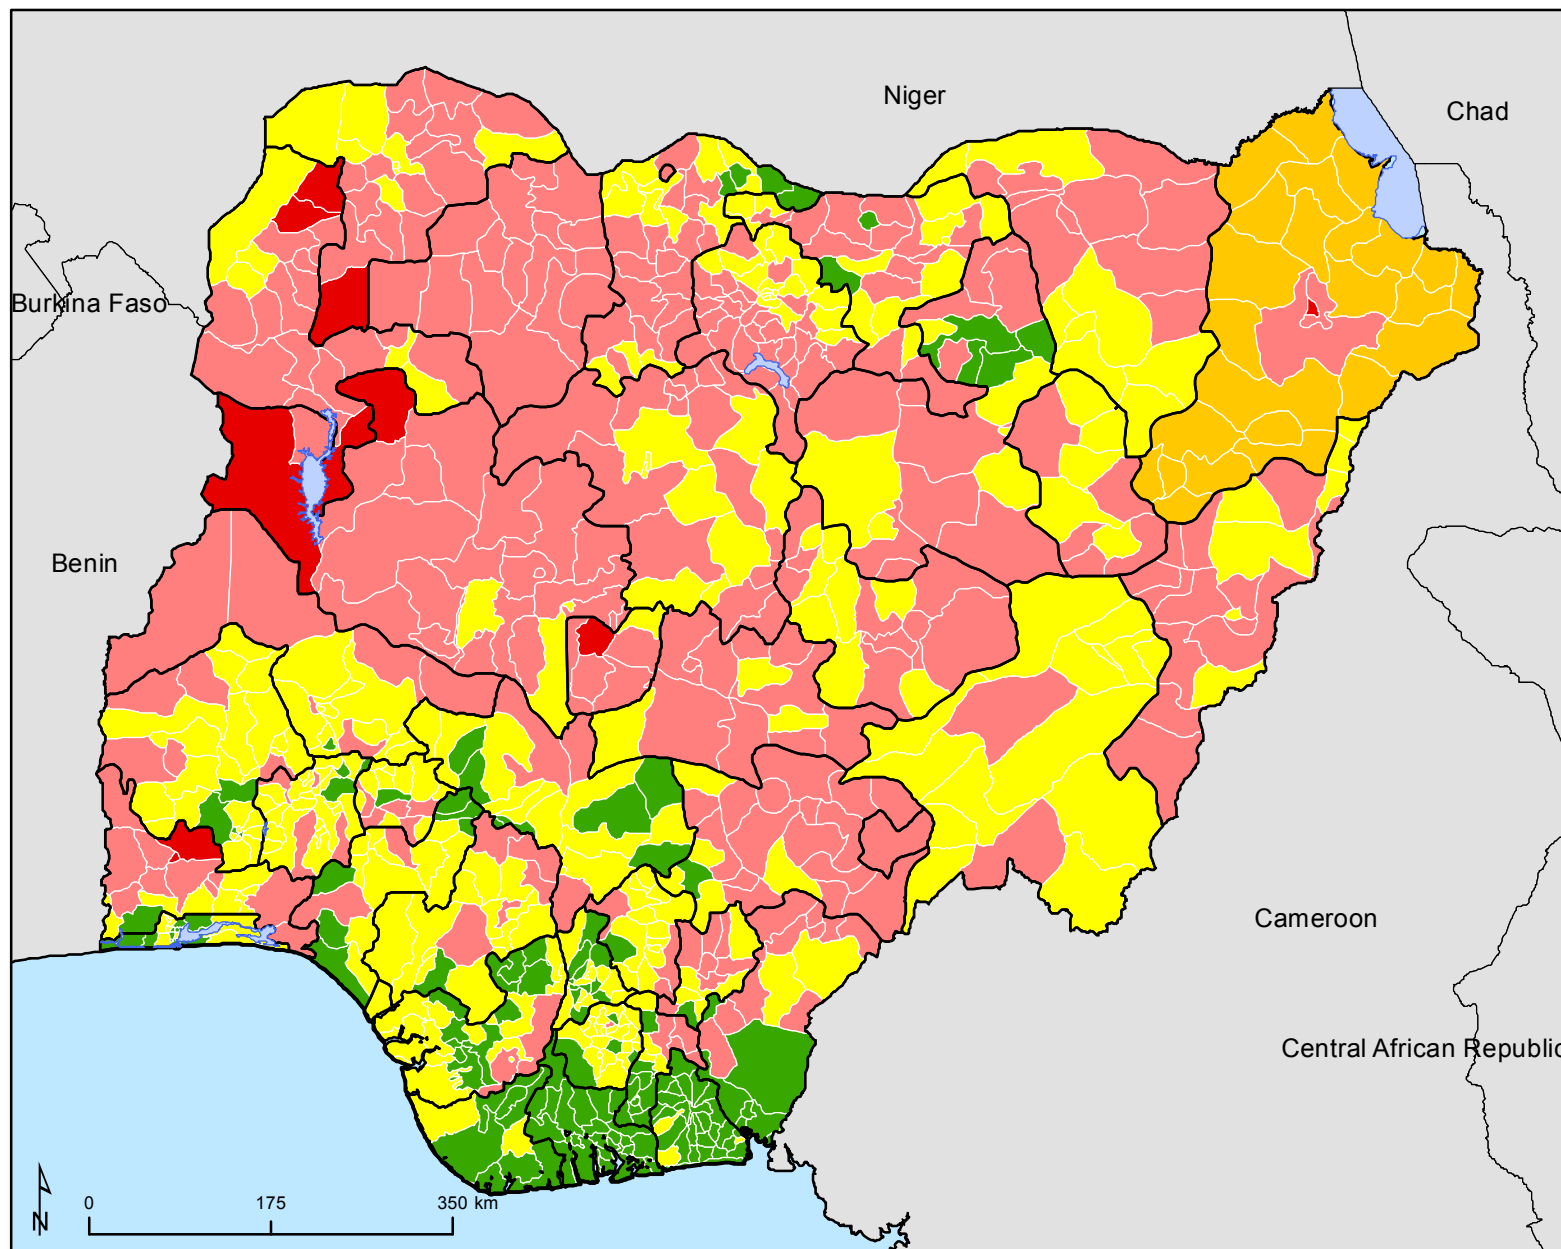 Niger
Chad
Burkina Faso
Benin
Cameroon
Central African Republic
N
0 175 350 km